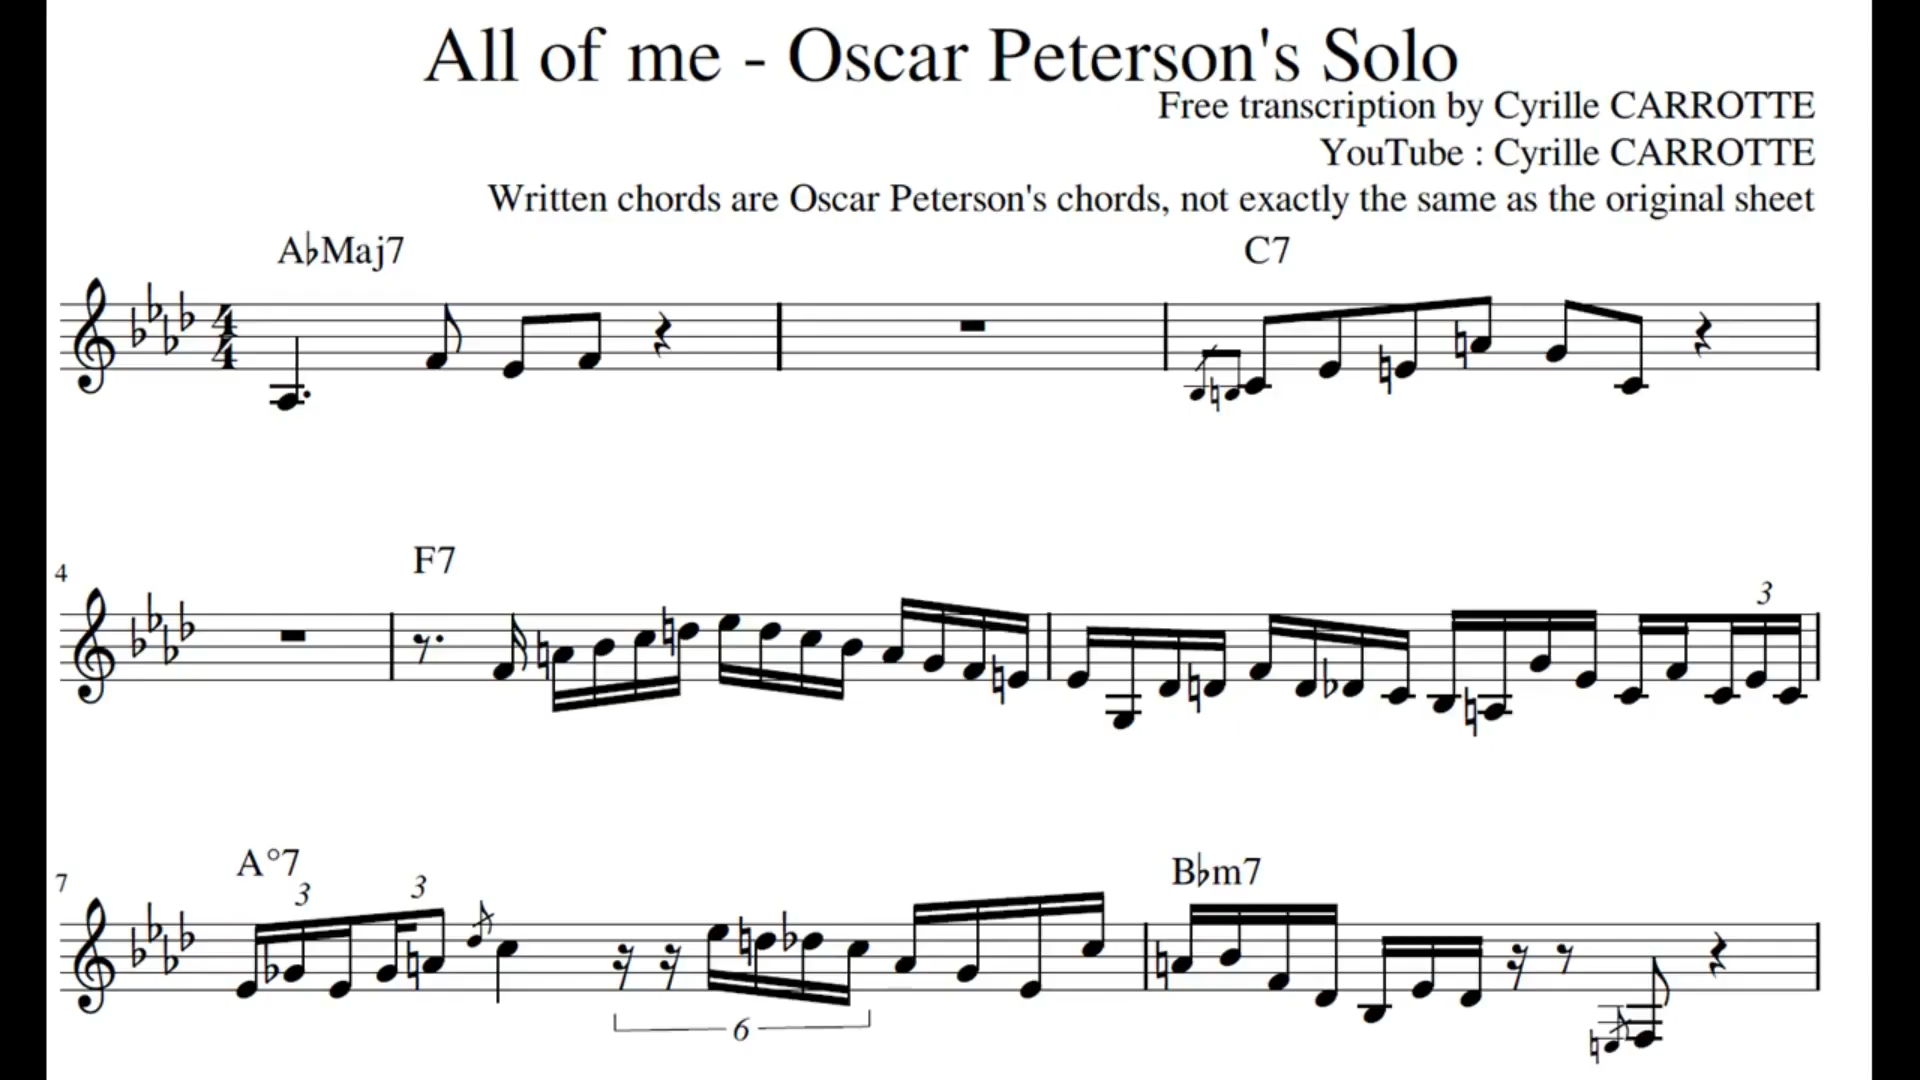 All of me - Oscar Peterson's Solo
Free transcription by Cyrille CARROTTE
YouTube : Cyrille CARROTTE
Written chords are Oscar Peterson's chords, not exactly the same as the original sheet
A♭Maj7 C7
4 4
4 F7 3
7 A°7 3 3 B♭m7
6